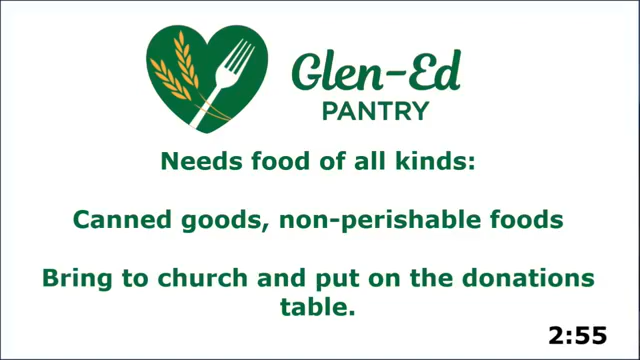 Glen-Ed
PANTRY
Needs food of all kinds:
Canned goods, non-perishable foods
Bring to church and put on the donations
table.
2:55